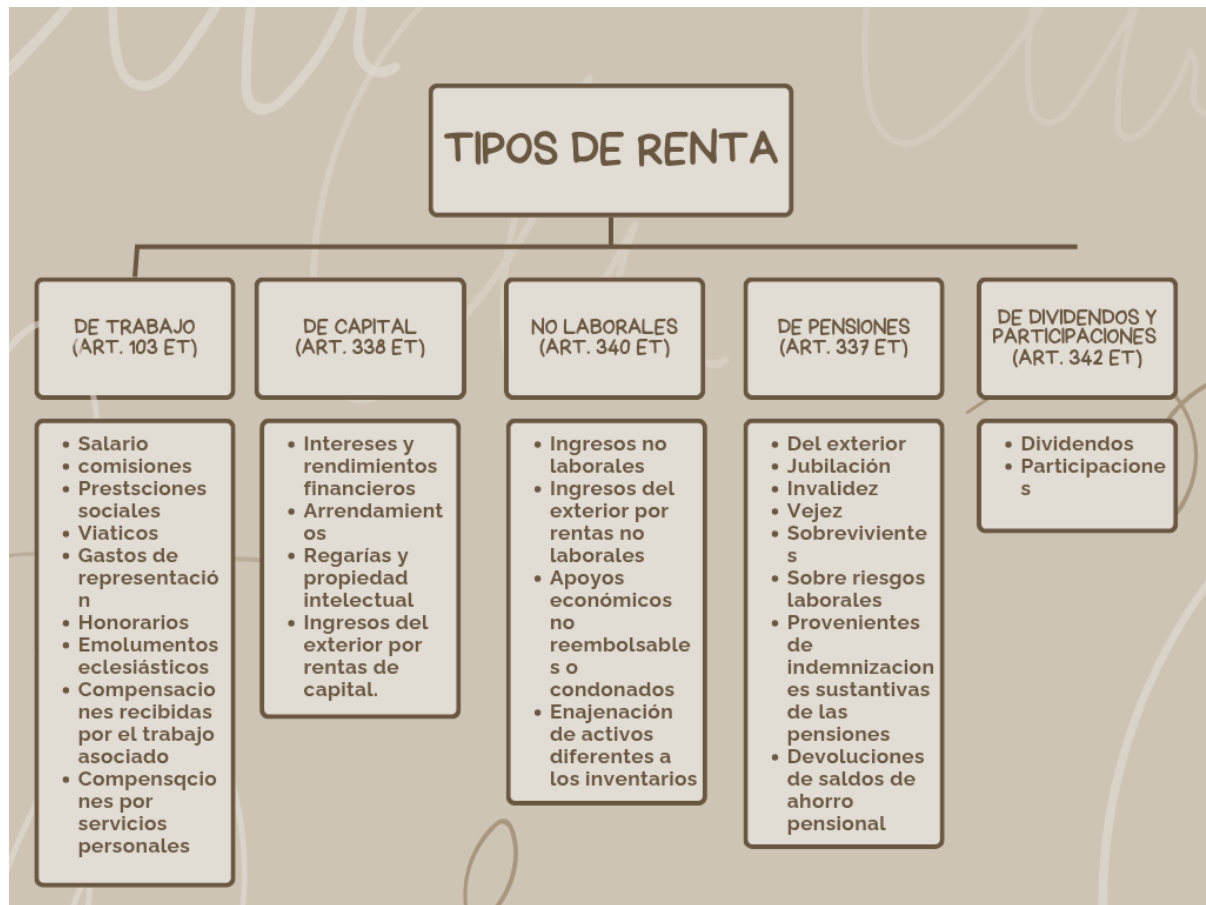 TIPOS DE RENTA
DE TRABAJO
(ART. 103 ET)
Salario
comisiones
Prestsciones
sociales
Viaticos
Gastos de
representació
n
Honorarios
Emolumentos
eclesiásticos
Compensacio
nes recibidas
por el trabajo
asociado
Compensqcio
nes por
servicios
personales
DE CAPITAL
(ART. 338 ET)
Intereses y
rendimientos
financieros
Arrendamient
os
Regarías y
propiedad
intelectual
Ingresos del
exterior por
rentas de
capital.
NO LABORALES
(ART. 340 ET)
Ingresos no
laborales
Ingresos del
exterior por
rentas no
laborales
Apoyos
económicos
no
reembolsable
s o
condonados
Enajenación
de activos
diferentes a
los inventarios
DE PENSIONES
(ART. 337 ET)
Del exterior
Jubilación
Invalidez
Vejez
Sobreviviente
s
Sobre riesgos
laborales
Provenientes
de
indemnizacion
es sustantivas
de las
pensiones
Devoluciones
de saldos de
ahorro
pensional
DE DIVIDENDOS Y
PARTICIPACIONES
(ART. 342 ET)
Dividendos
Participacione
s